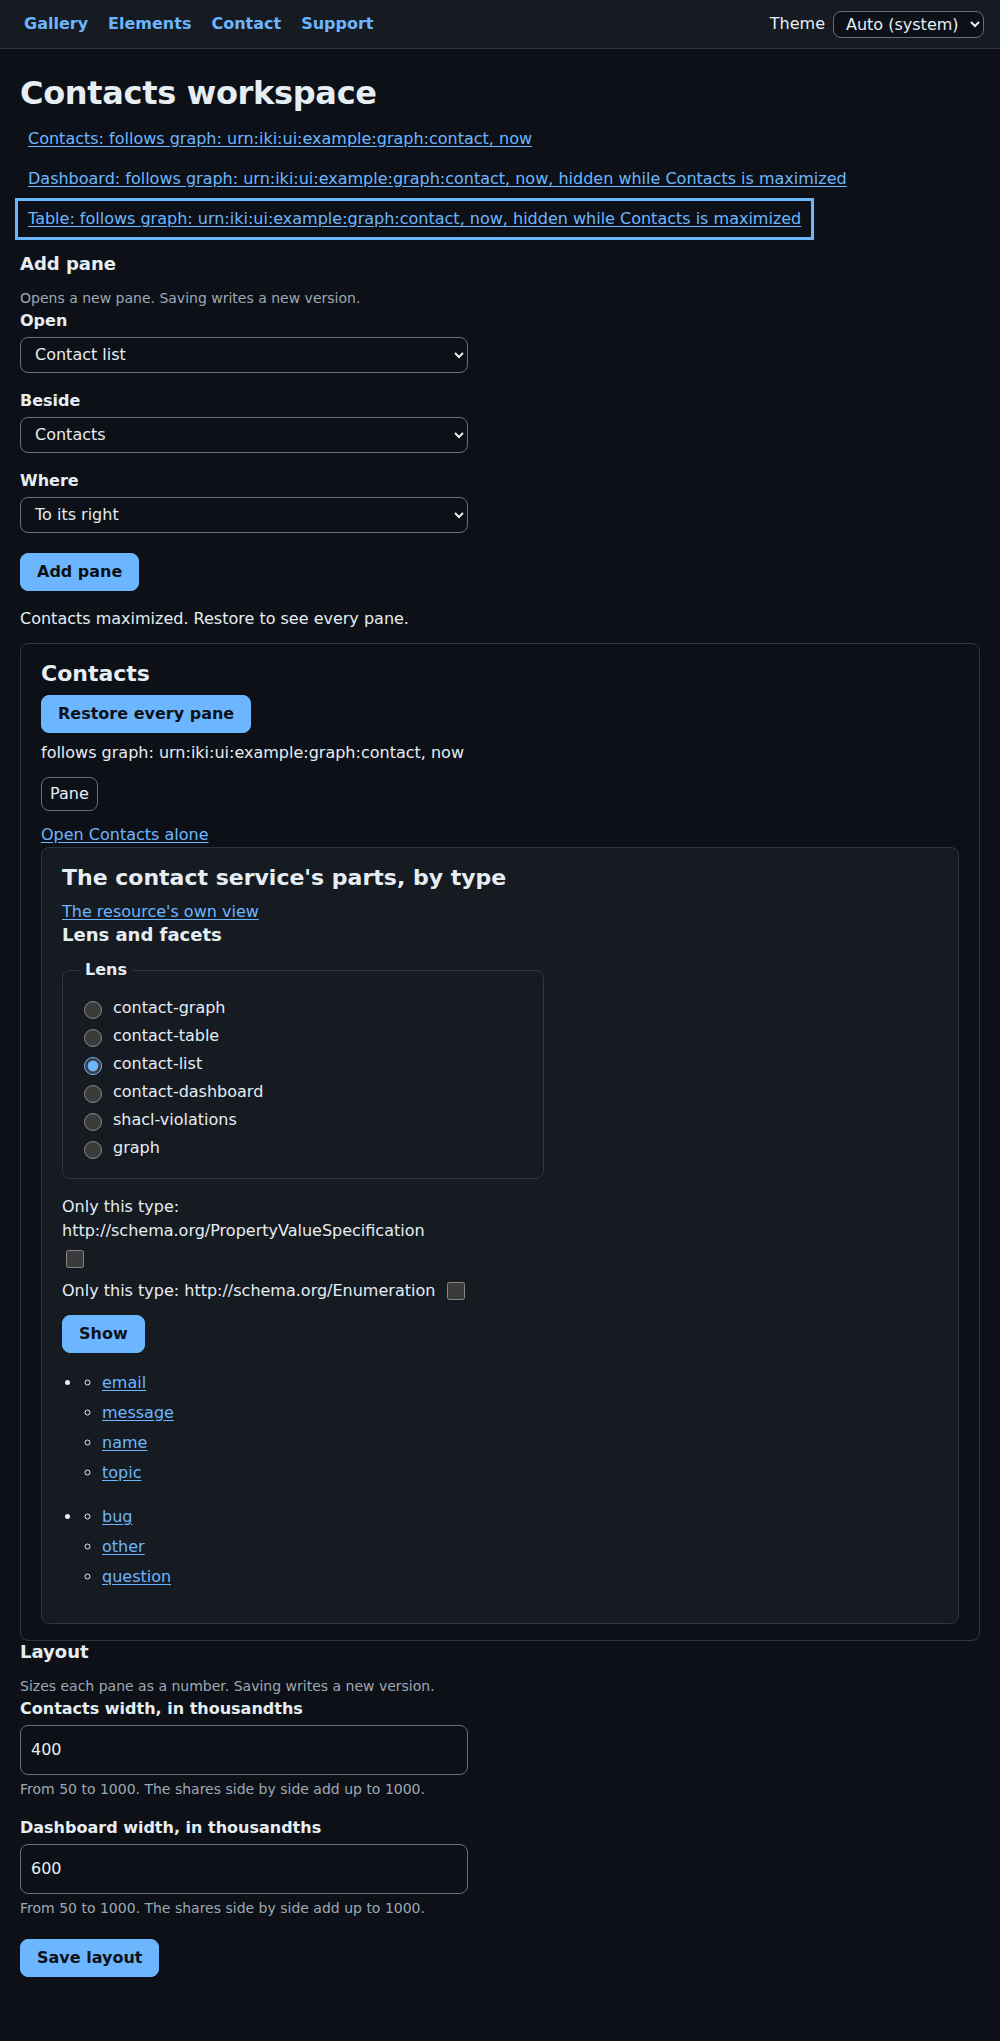 Gallery Elements Contact Support Theme Auto (system)
Contacts workspace
Contacts: follows graph: urn:iki:ui:example:graph:contact, now
Dashboard: follows graph: urn:iki:ui:example:graph:contact, now, hidden while Contacts is maximized
Table: follows graph: urn:iki:ui:example:graph:contact, now, hidden while Contacts is maximized
Add pane
Opens a new pane. Saving writes a new version.
Open
Contact list
Beside
Contacts
Where
To its right
Add pane
Contacts maximized. Restore to see every pane.
Contacts
Restore every pane
follows graph: urn:iki:ui:example:graph:contact, now
Pane
Open Contacts alone
The contact service's parts, by type
The resource's own view
Lens and facets
Lens
contact-graph
contact-table
contact-list
contact-dashboard
shacl-violations
graph
Only this type:
http://schema.org/PropertyValueSpecification
Only this type: http://schema.org/Enumeration
Show
email
message
name
topic
bug
other
question
Layout
Sizes each pane as a number. Saving writes a new version.
Contacts width, in thousandths
400
From 50 to 1000. The shares side by side add up to 1000.
Dashboard width, in thousandths
600
From 50 to 1000. The shares side by side add up to 1000.
Save layout